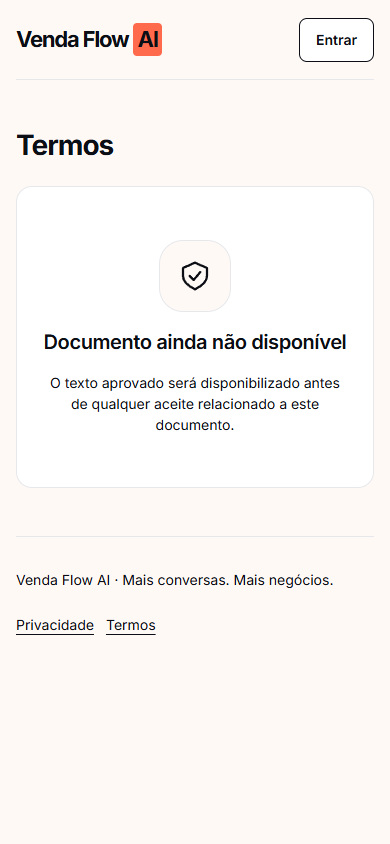 Venda Flow AI
Entrar
Termos
Documento ainda não disponível
O texto aprovado será disponibilizado antes
de qualquer aceite relacionado a este
documento.
Venda Flow AI · Mais conversas. Mais negócios.
Privacidade Termos